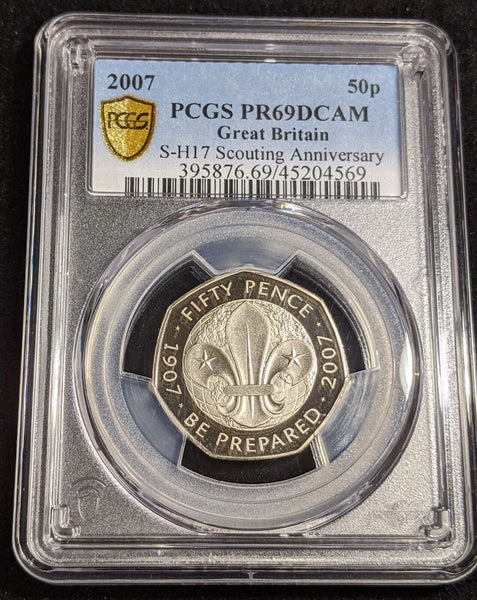 2007 50p
PCGS PCGS PR69DCAM
Great Britain
S-H17 Scouting Anniversary
395876.69/45204569
FIFTY PENCE
1907 · BE PREPARED · 2007